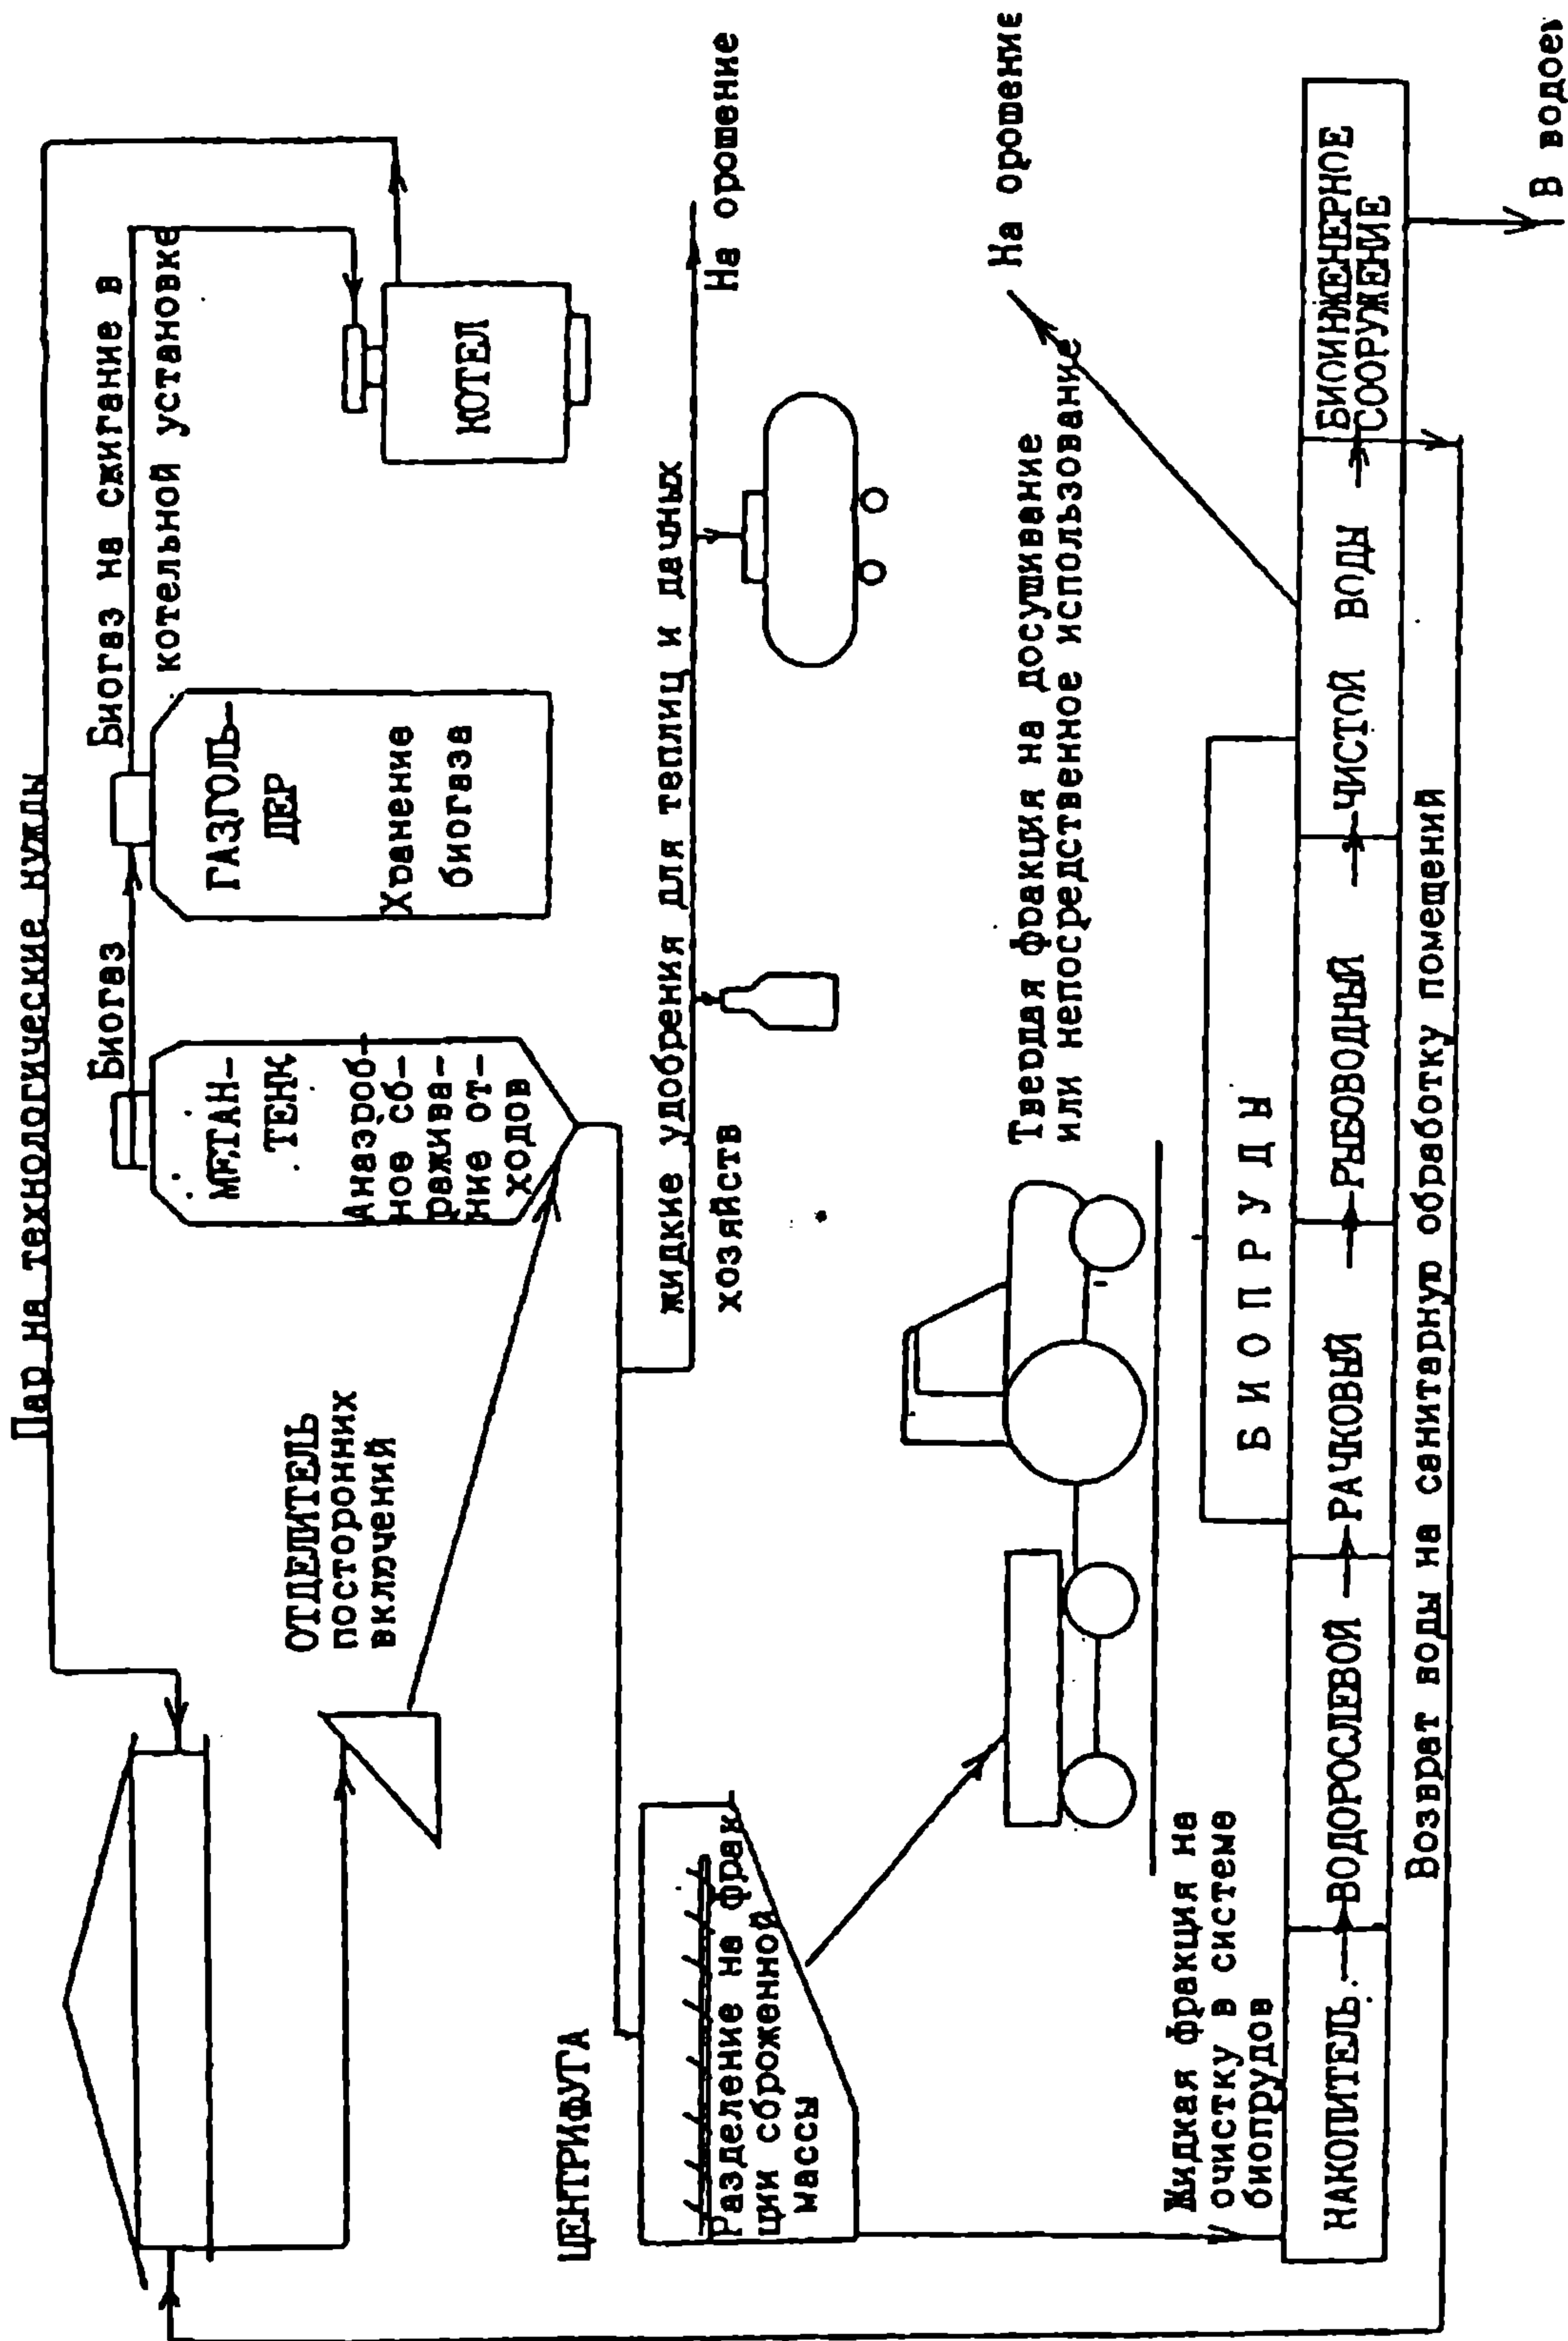 Пар на технологические нужды
Биогаз
Биогаз на сжигание в
котельной установке
ОТДЕЛИТЕЛЬ
посторонних
включений
МЕТАН-
ТЕНК
Анаэроб-
ное сб-
ражива-
ние от-
ходов
ГАЗГОЛЬ-
ДЕР
Хранение
биогаза
КОТЕЛ
жидкие удобрения для теплиц и дачных
хозяйств
На орошение
ЦЕНТРИФУГА
Разделение на фрак
ции сброженной
массы
Твердая фракция на досушивание
или непосредственное использование
На орошение
Жидкая фракция на
очистку в системе
биопрудов
БИОПРУДЫ
НАКОПИТЕЛЬ
ВОДОРОСЛЕВОЙ
РАЧКОВЫЙ
РЫБОВОДНЫЙ
ЧИСТОЙ ВОДЫ
БИОИНЖЕНЕРНОЕ
СООРУЖЕНИЕ
Возврат воды на санитарную обработку помещений
В